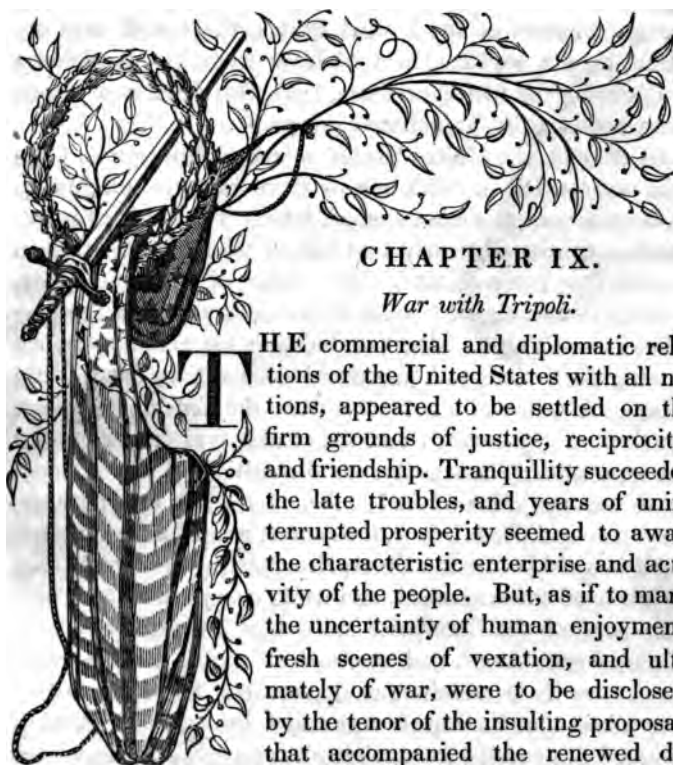 CHAPTER IX.
War with Tripoli.
THE commercial and diplomatic rel
tions of the United States with all n
tions, appeared to be settled on th
firm grounds of justice, reciprocit
and friendship. Tranquillity succeede
the late troubles, and years of unin
terrupted prosperity seemed to awa
the characteristic enterprise and act
vity of the people. But, as if to mar
the uncertainty of human enjoymen
fresh scenes of vexation, and ult
mately of war, were to be disclose
by the tenor of the insulting proposa
that accompanied the renewed d